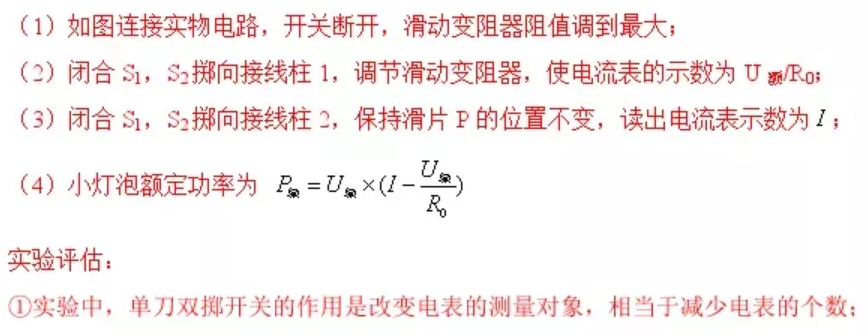 （1）如图连接实物电路，开关断开，滑动变阻器阻值调到最大；
（2）闭合 S₁，S₂掷向接线柱 1，调节滑动变阻器，使电流表的示数为 U 额/R₀；
（3）闭合 S₁，S₂掷向接线柱 2，保持滑片 P 的位置不变，读出电流表示数为 I；
（4）小灯泡额定功率为 P额=U额×(I-U额/R₀)
实验评估：
①实验中，单刀双掷开关的作用是改变电表的测量对象，相当于减少电表的个数；